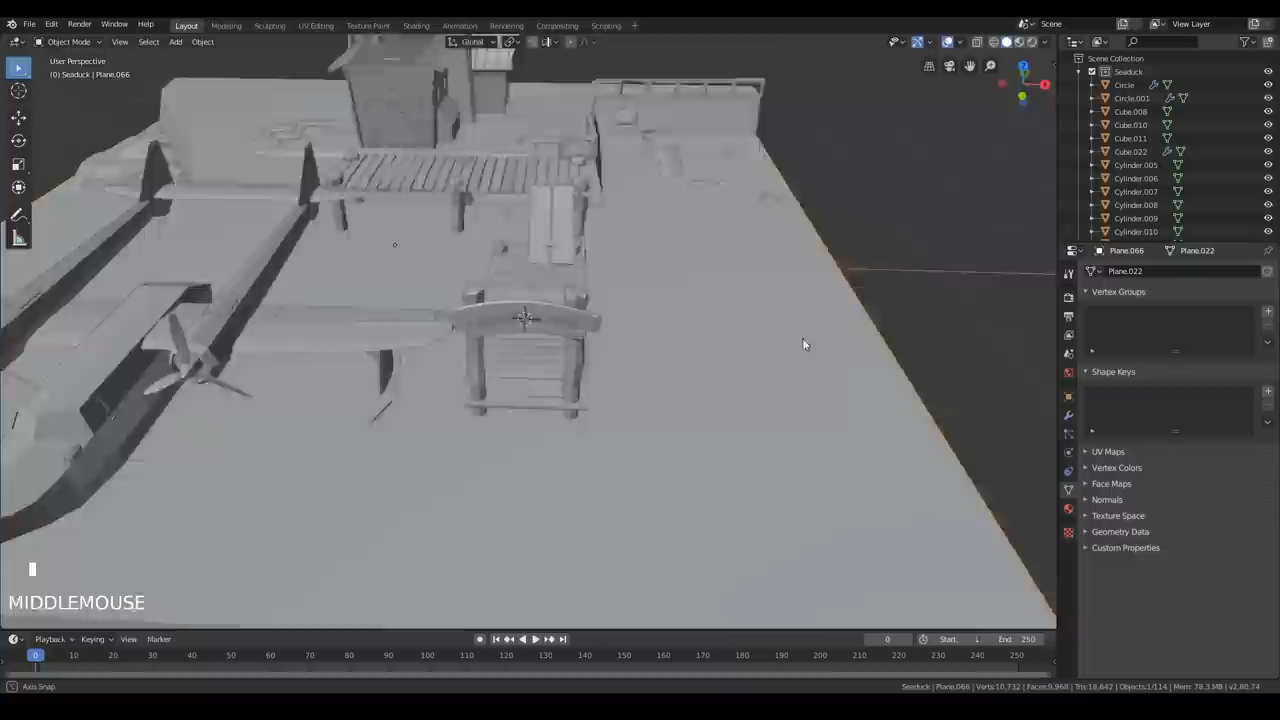 File Edit Render Window Help Layout Modeling Sculpting UV Editing Texture Paint Shading Animation Rendering Compositing Scripting + Scene View Layer
Object Mode View Select Add Object Global
User Perspective
(0) Seaduck | Plane.066
Scene Collection
Seaduck
Circle
Circle.001
Cube.008
Cube.010
Cube.011
Cube.022
Cylinder.005
Cylinder.006
Cylinder.007
Cylinder.008
Cylinder.009
Cylinder.010
Plane.066 Plane.022
Plane.022
Vertex Groups
Shape Keys
UV Maps
Vertex Colors
Face Maps
Normals
Texture Space
Geometry Data
Custom Properties
MIDDLEMOUSE
Playback Keying View Marker 0 Start: 1 End: 250
0 10 20 30 40 50 60 70 80 90 100 110 120 130 140 150 160 170 180 190 200 210 220 230 240 250
Axis Snap Seaduck | Plane.066 | Verts:10,732 | Faces:9,968 | Tris:18,642 | Objects:1/114 | Mem: 78.3 MB | v2.80.74